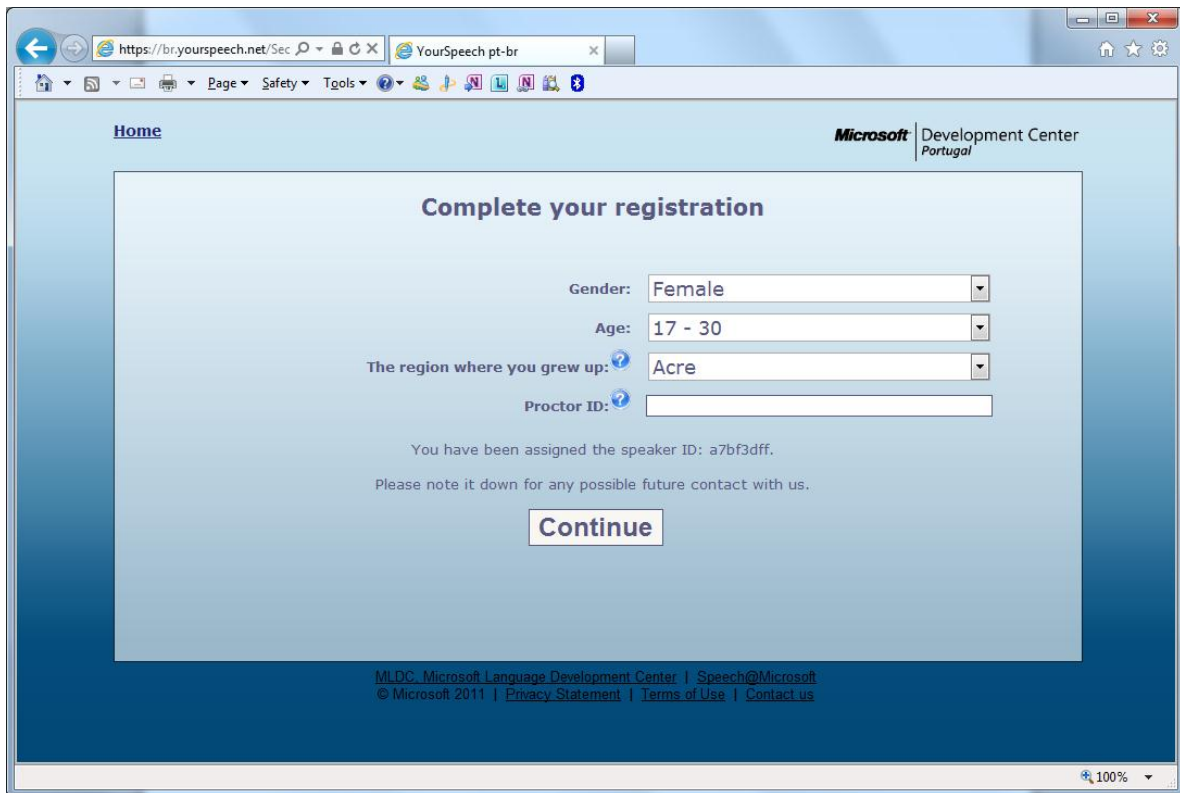 https://br.yourspeech.net/Sec
YourSpeech pt-br
Page Safety Tools
Home
Microsoft Development Center
Portugal
Complete your registration
Gender: Female
Age: 17 - 30
The region where you grew up: Acre
Proctor ID:
You have been assigned the speaker ID: a7bf3dff.
Please note it down for any possible future contact with us.
Continue
MLDC, Microsoft Language Development Center | Speech@Microsoft
© Microsoft 2011 | Privacy Statement | Terms of Use | Contact us
100%